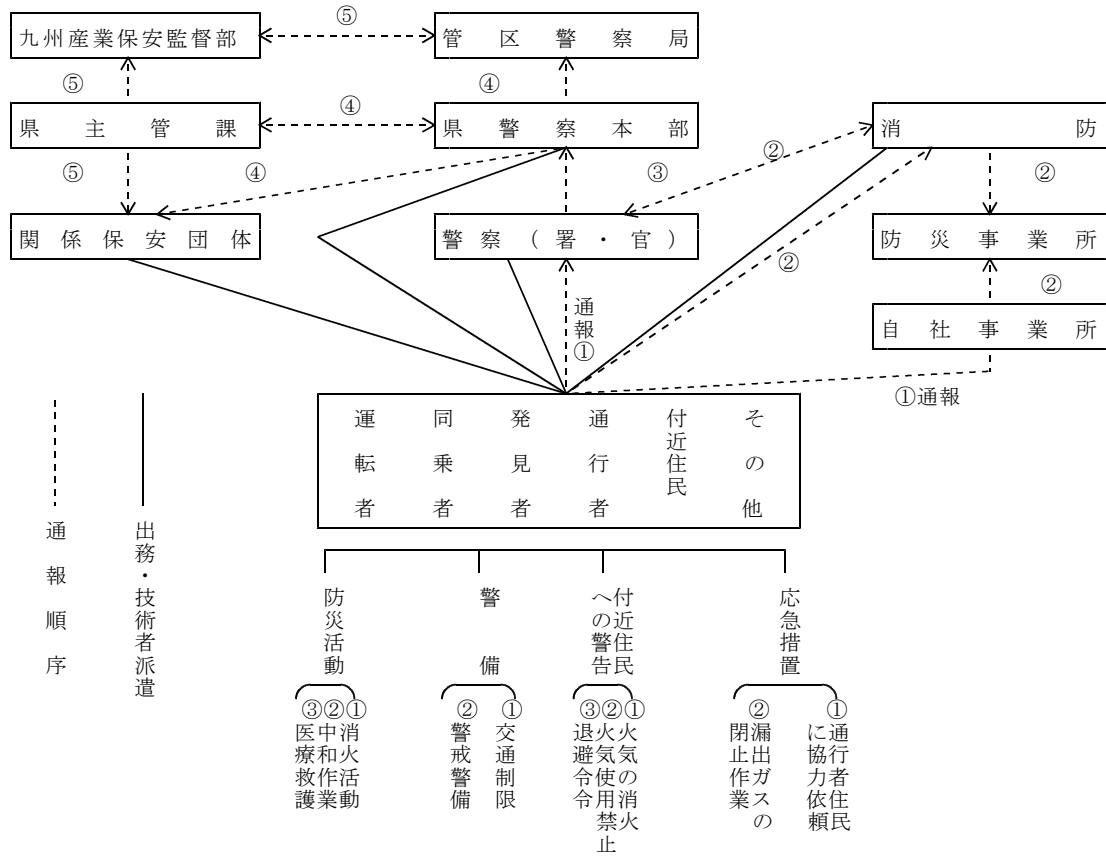 ⑤
九州産業保安監督部
管区警察局
⑤
④
④
県主管課
県警察本部
消防
⑤
④
③
②
②
関係保安団体
警察(署・官)
防災事業所
②
②
通報①
自社事業所
①通報
運転者
同乗者
発見者
通行者
付近住民
その他
通報順序
出務・技術者派遣
防災活動
①消火活動
②中和作業
③医療救護
警備
①交通制限
②警戒警備
付近住民
への警告
①火気の消火
②火気使用禁止
③退避命令
応急措置
①通行者住民
に協力依頼
②漏出ガスの
閉止作業